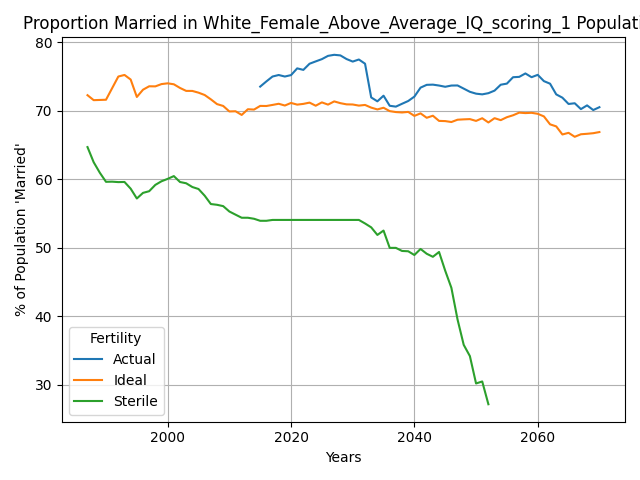 Proportion Married in White_Female_Above_Average_IQ_scoring_1 Populati
80
70
60
50
40
30
% of Population 'Married'
Fertility
Actual
Ideal
Sterile
2000
2020
2040
2060
Years